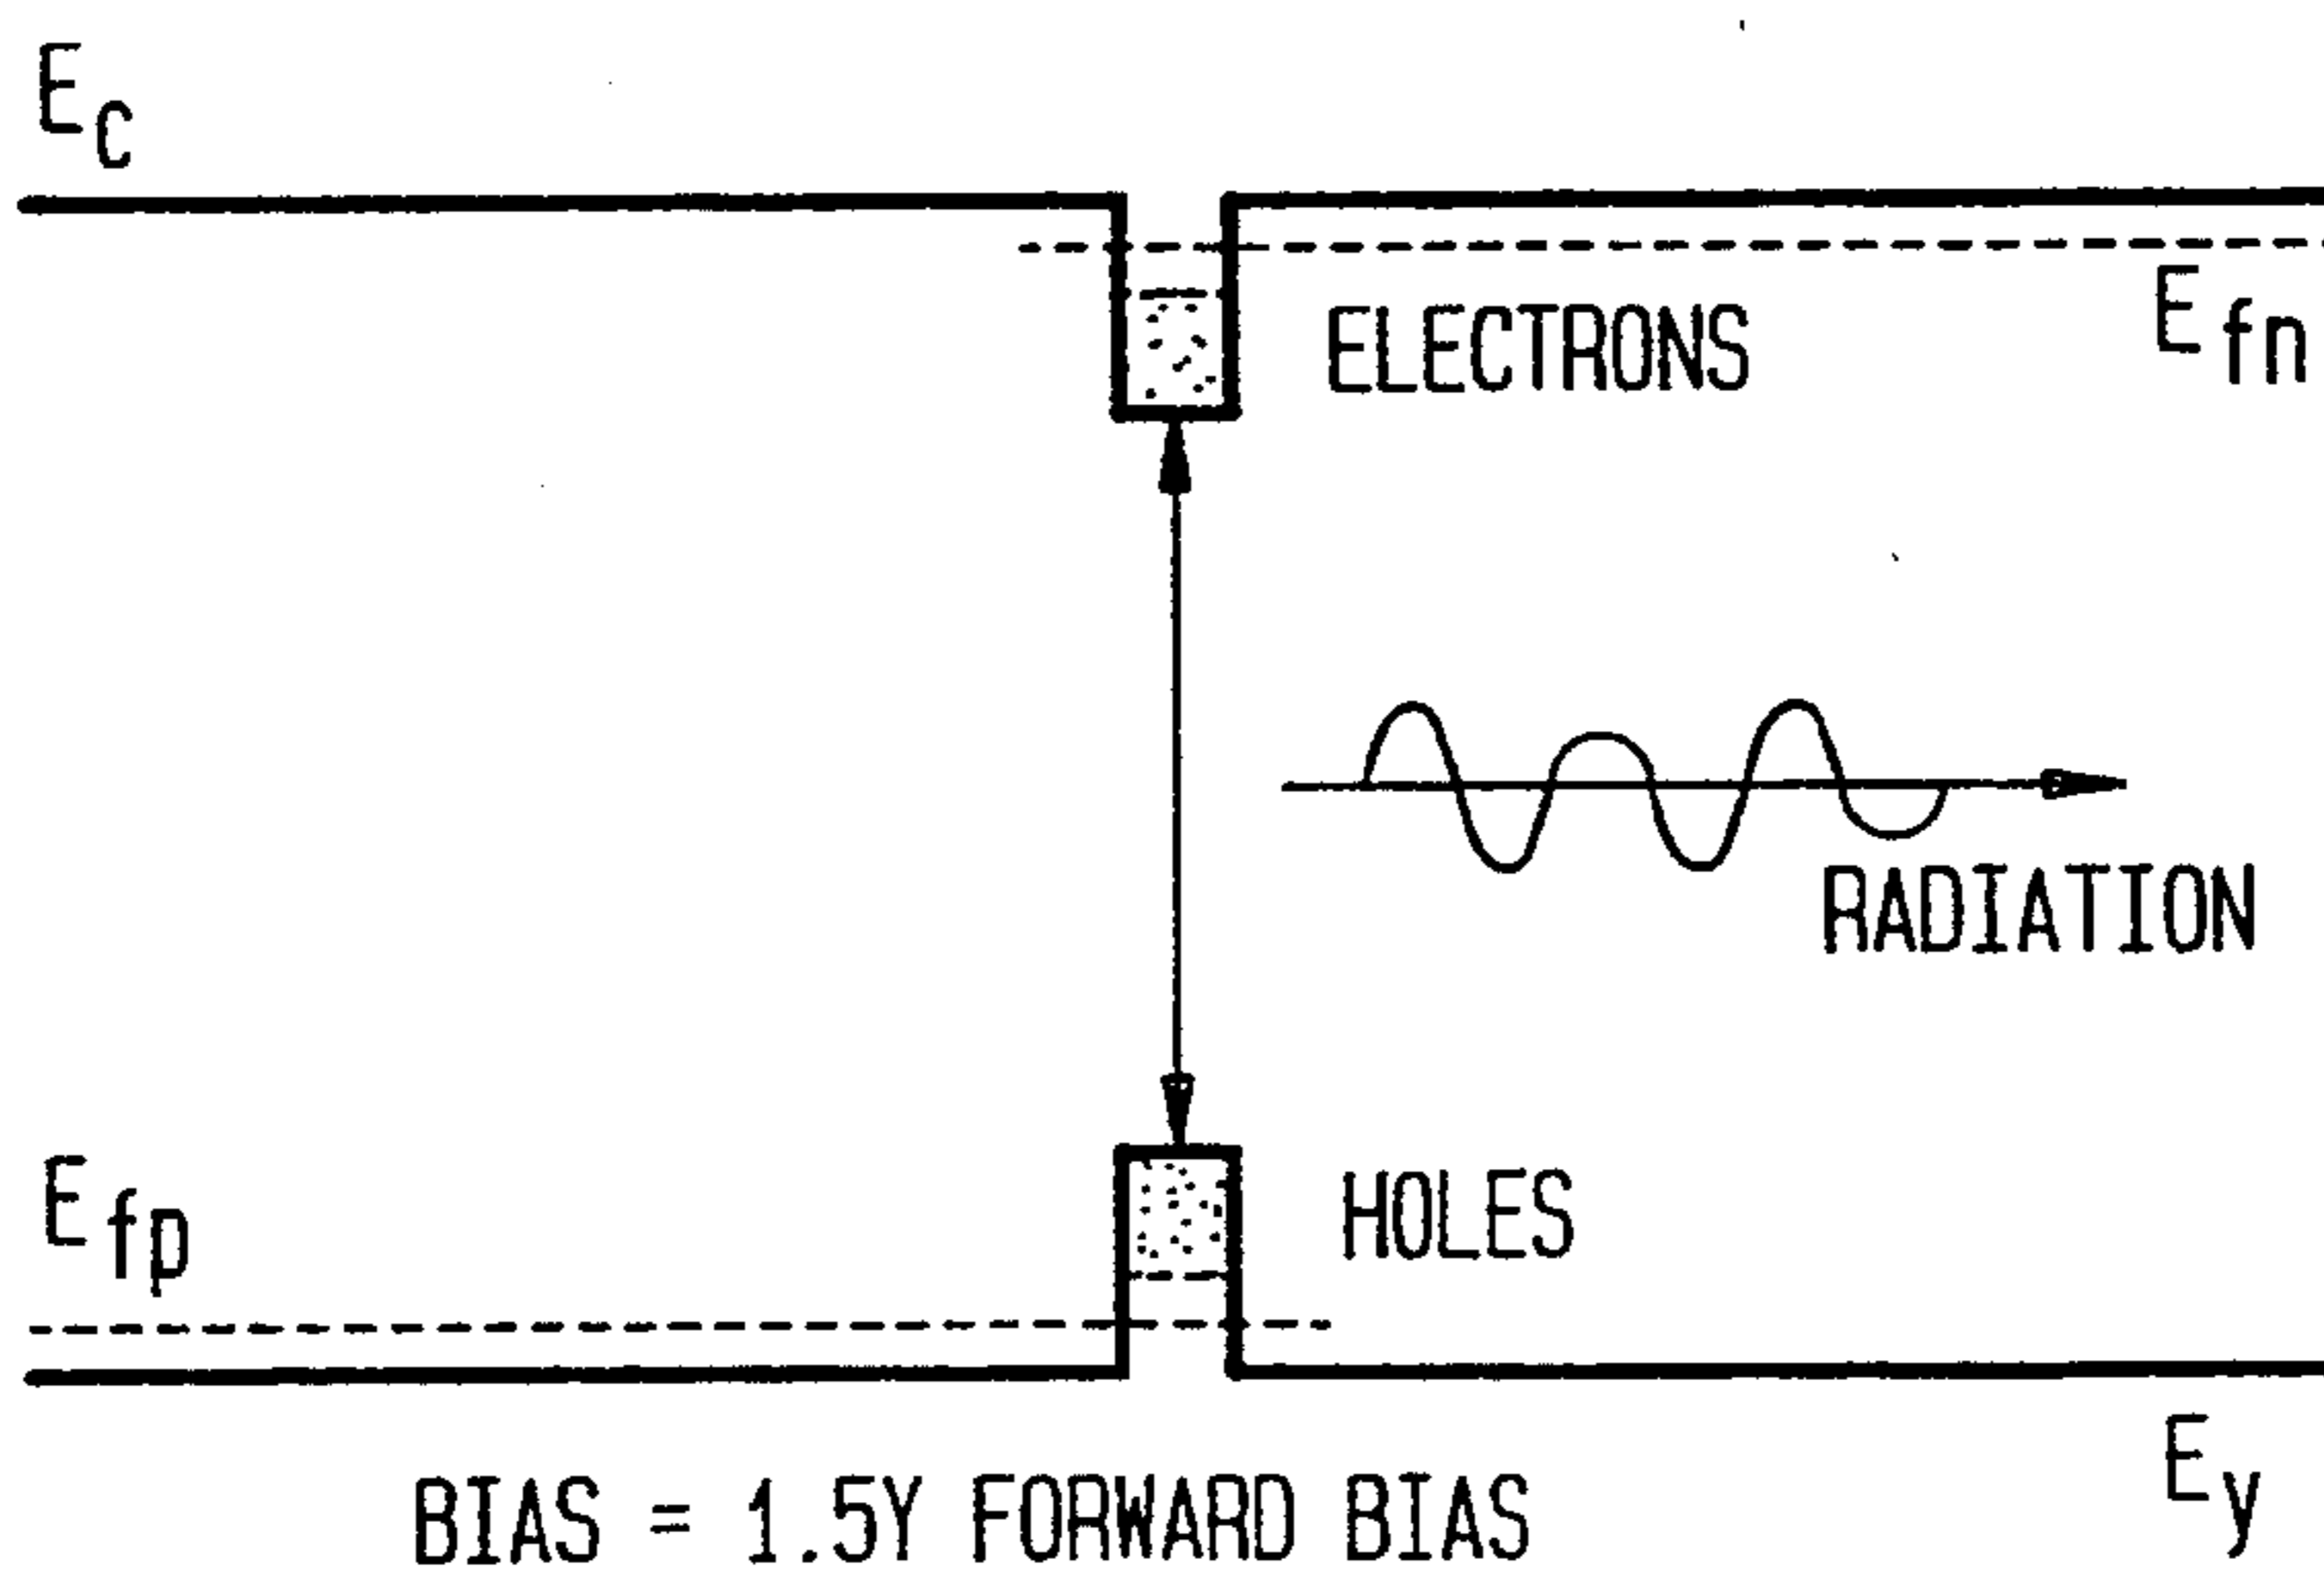 Ec
ELECTRONS
Efn
RADIATION
Efp
HOLES
Ey
BIAS = 1.5Y FORWARD BIAS